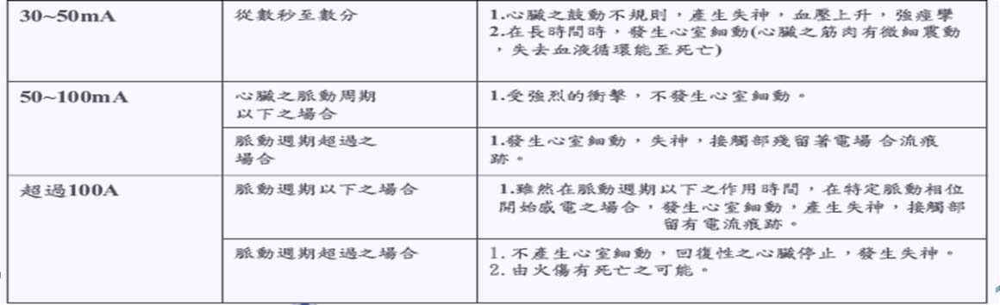 30~50mA
從數秒至數分
1.心臟之鼓動不規則，產生失神，血壓上升，強痙攣
2.在長時間時，發生心室細動(心臟之筋肉有微細震動
，失去血液循環能至死亡)
50~100mA
心臟之脈動周期
以下之場合
1.受強烈的衝擊，不發生心室細動。
脈動週期超過之
場合
1.發生心室細動，失神，接觸部殘留著電場 合流痕
跡。
超過100A
脈動週期以下之場合
1.雖然在脈動週期以下之作用時間，在特定脈動相位
開始感電之場合，發生心室細動，產生失神，接觸部
留有電流痕跡。
脈動週期超過之場合
1. 不產生心室細動，回復性之心臟停止，發生失神。
2. 由火傷有死亡之可能。